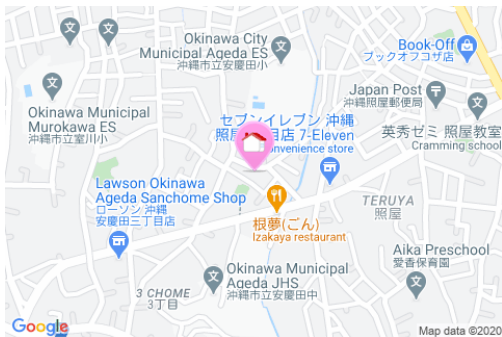 Okinawa City
Municipal Ageda ES
沖縄市立安慶田小
Book-Off
ブックオフコザ店
Japan Post
沖縄照屋郵便局
Okinawa Municipal
Murokawa ES
沖縄市立室川小
セブンイレブン 沖縄
7-Eleven
onvenience store
英秀ゼミ 照屋教室
Cramming school
Lawson Okinawa
Ageda Sanchome Shop
ローソン 沖縄
安慶田三丁目店
TERUYA
照屋
根夢(ごん)
Izakaya restaurant
Aika Preschool
愛香保育園
Okinawa Municipal
Ageda JHS
沖縄市立安慶田中
3 CHOME
3丁目
Google
Map data ©2020